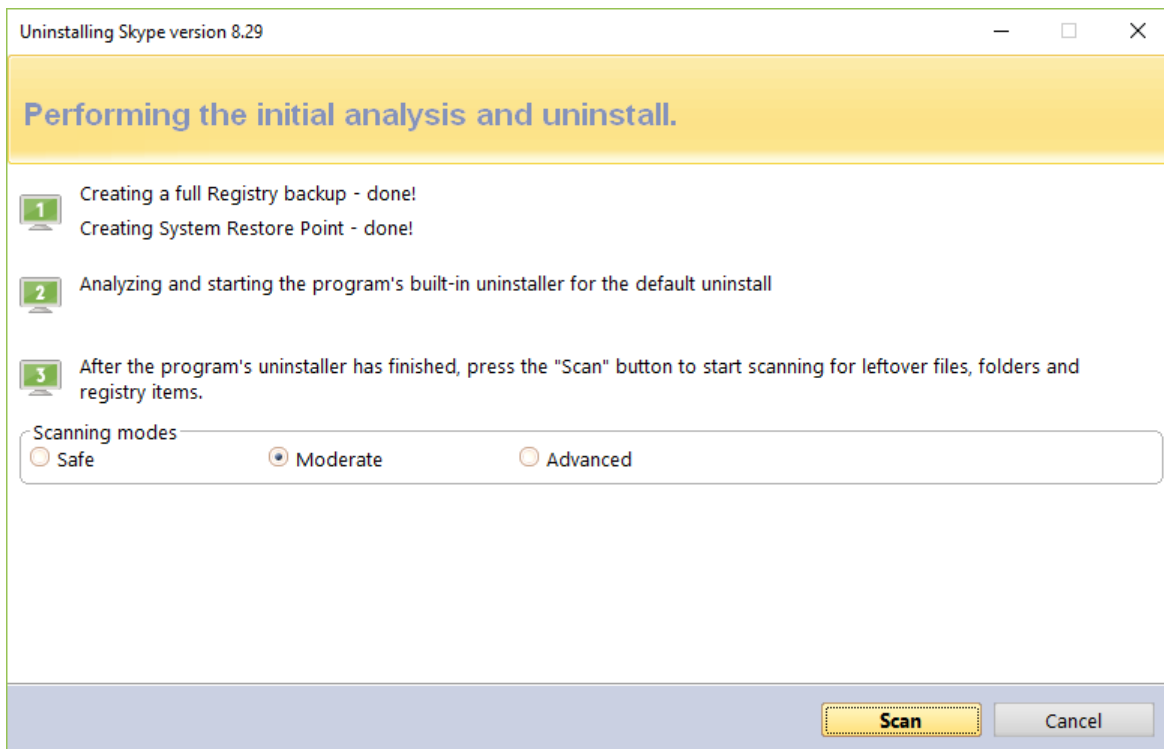 Uninstalling Skype version 8.29
Performing the initial analysis and uninstall.
1
Creating a full Registry backup - done!
Creating System Restore Point - done!
2
Analyzing and starting the program's built-in uninstaller for the default uninstall
3
After the program's uninstaller has finished, press the "Scan" button to start scanning for leftover files, folders and
registry items.
Scanning modes
Safe Moderate Advanced
Scan Cancel